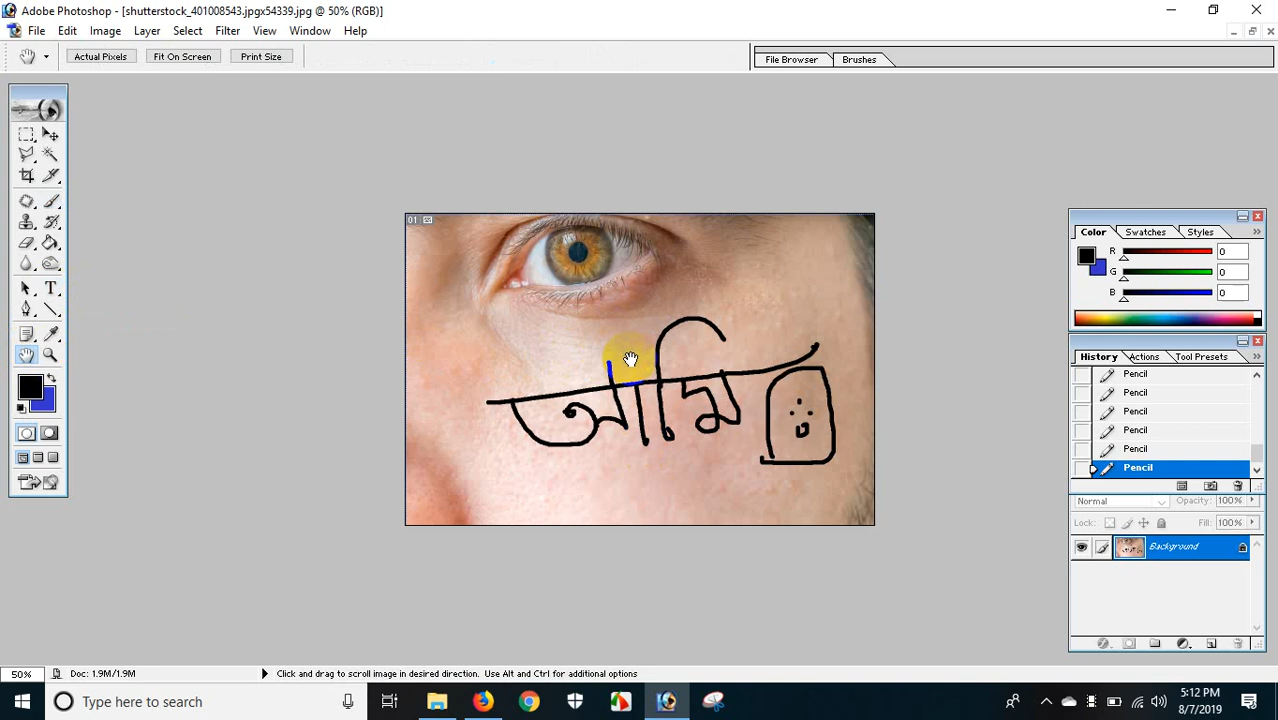 Adobe Photoshop - [shutterstock_401008543.jpgx54339.jpg @ 50% (RGB)]
File Edit Image Layer Select Filter View Window Help
Actual Pixels Fit On Screen Print Size File Browser Brushes
01
আমি
Color Swatches Styles
R 0
G 0
B 0
History Actions Tool Presets
Pencil
Pencil
Pencil
Pencil
Pencil
Pencil
Normal Opacity: 100%
Lock: Fill: 100%
Background
50% Doc: 1.9M/1.9M Click and drag to scroll image in desired direction. Use Alt and Ctrl for additional options
Type here to search
5:12 PM
8/7/2019